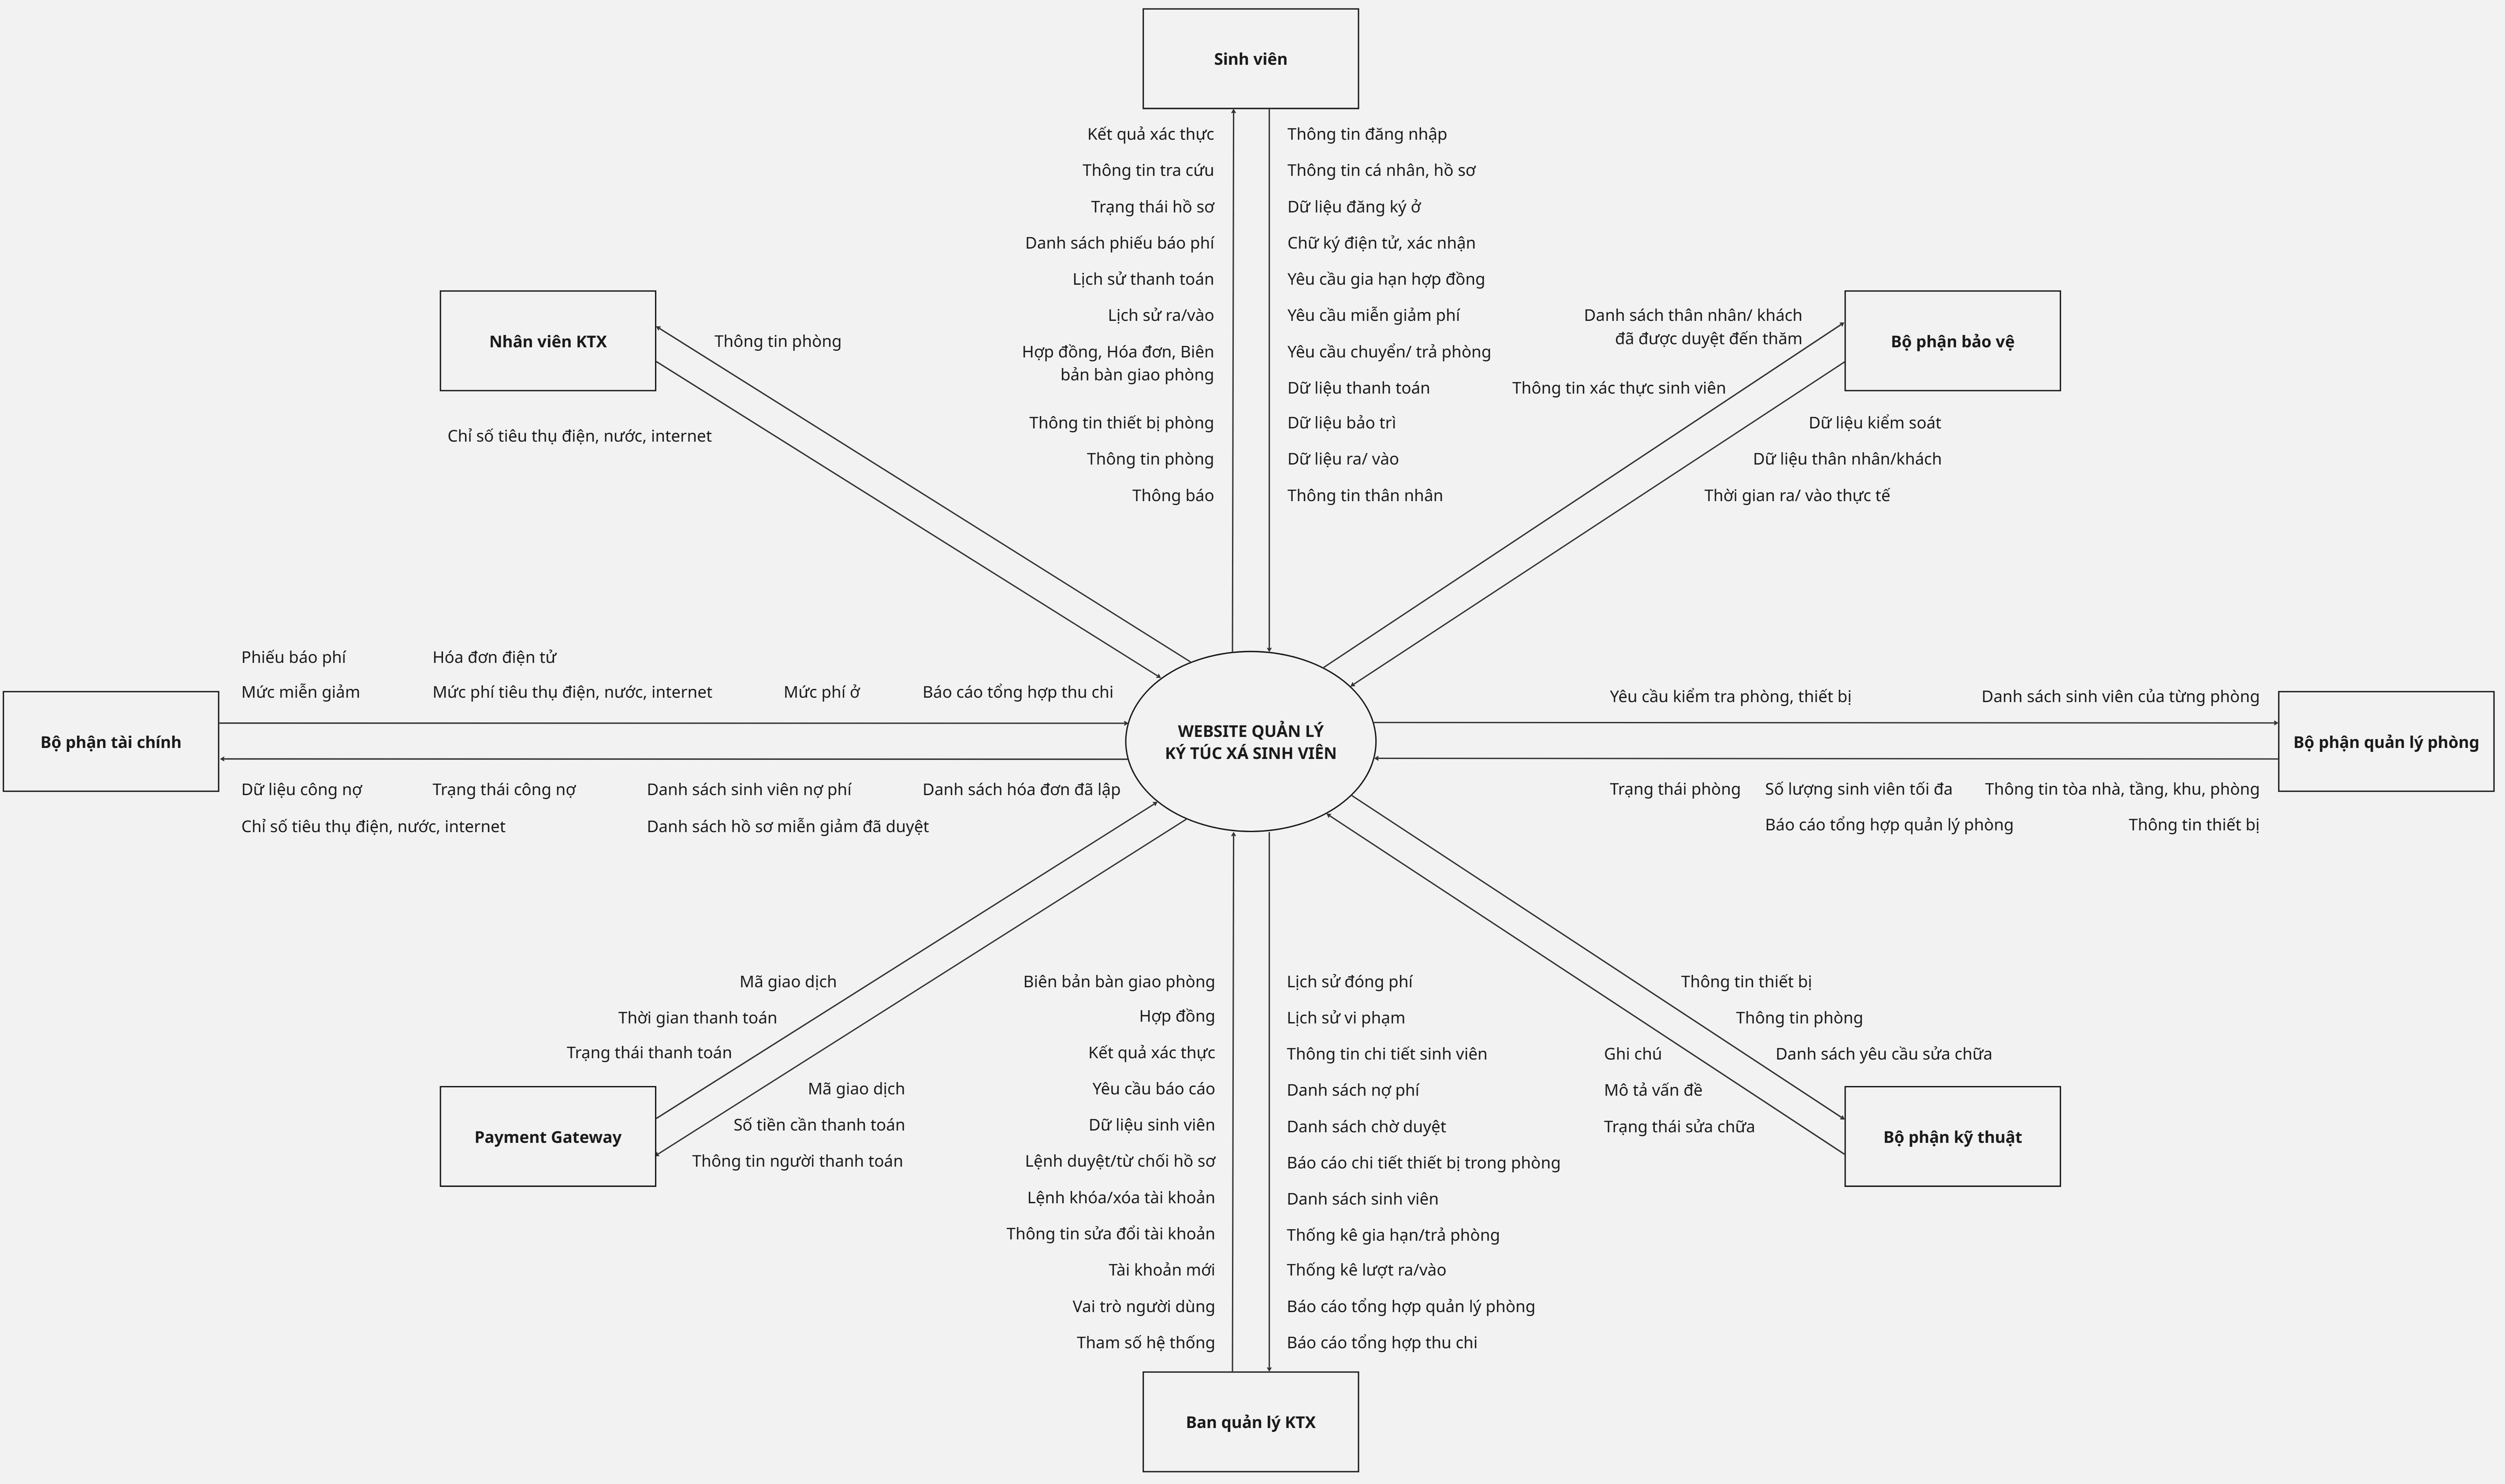 Sinh viên
Kết quả xác thực
Thông tin tra cứu
Trạng thái hồ sơ
Danh sách phiếu báo phí
Lịch sử thanh toán
Lịch sử ra/vào
Hợp đồng, Hóa đơn, Biên
bản bàn giao phòng
Thông tin thiết bị phòng
Thông tin phòng
Thông báo
Thông tin đăng nhập
Thông tin cá nhân, hồ sơ
Dữ liệu đăng ký ở
Chữ ký điện tử, xác nhận
Yêu cầu gia hạn hợp đồng
Yêu cầu miễn giảm phí
Yêu cầu chuyển/ trả phòng
Dữ liệu thanh toán
Dữ liệu bảo trì
Dữ liệu ra/ vào
Thông tin thân nhân
Nhân viên KTX
Thông tin phòng
Chỉ số tiêu thụ điện, nước, internet
Danh sách thân nhân/ khách
đã được duyệt đến thăm
Thông tin xác thực sinh viên
Bộ phận bảo vệ
Dữ liệu kiểm soát
Dữ liệu thân nhân/khách
Thời gian ra/ vào thực tế
Phiếu báo phí
Hóa đơn điện tử
Mức miễn giảm
Mức phí tiêu thụ điện, nước, internet
Mức phí ở
Báo cáo tổng hợp thu chi
Bộ phận tài chính
Dữ liệu công nợ
Trạng thái công nợ
Danh sách sinh viên nợ phí
Danh sách hóa đơn đã lập
Chỉ số tiêu thụ điện, nước, internet
Danh sách hồ sơ miễn giảm đã duyệt
WEBSITE QUẢN LÝ
KÝ TÚC XÁ SINH VIÊN
Yêu cầu kiểm tra phòng, thiết bị
Danh sách sinh viên của từng phòng
Bộ phận quản lý phòng
Trạng thái phòng
Số lượng sinh viên tối đa
Thông tin tòa nhà, tầng, khu, phòng
Báo cáo tổng hợp quản lý phòng
Thông tin thiết bị
Mã giao dịch
Thời gian thanh toán
Trạng thái thanh toán
Payment Gateway
Mã giao dịch
Số tiền cần thanh toán
Thông tin người thanh toán
Biên bản bàn giao phòng
Hợp đồng
Kết quả xác thực
Yêu cầu báo cáo
Dữ liệu sinh viên
Lệnh duyệt/từ chối hồ sơ
Lệnh khóa/xóa tài khoản
Thông tin sửa đổi tài khoản
Tài khoản mới
Vai trò người dùng
Tham số hệ thống
Lịch sử đóng phí
Lịch sử vi phạm
Thông tin chi tiết sinh viên
Danh sách nợ phí
Danh sách chờ duyệt
Báo cáo chi tiết thiết bị trong phòng
Danh sách sinh viên
Thống kê gia hạn/trả phòng
Thống kê lượt ra/vào
Báo cáo tổng hợp quản lý phòng
Báo cáo tổng hợp thu chi
Thông tin thiết bị
Thông tin phòng
Danh sách yêu cầu sửa chữa
Ghi chú
Mô tả vấn đề
Trạng thái sửa chữa
Bộ phận kỹ thuật
Ban quản lý KTX